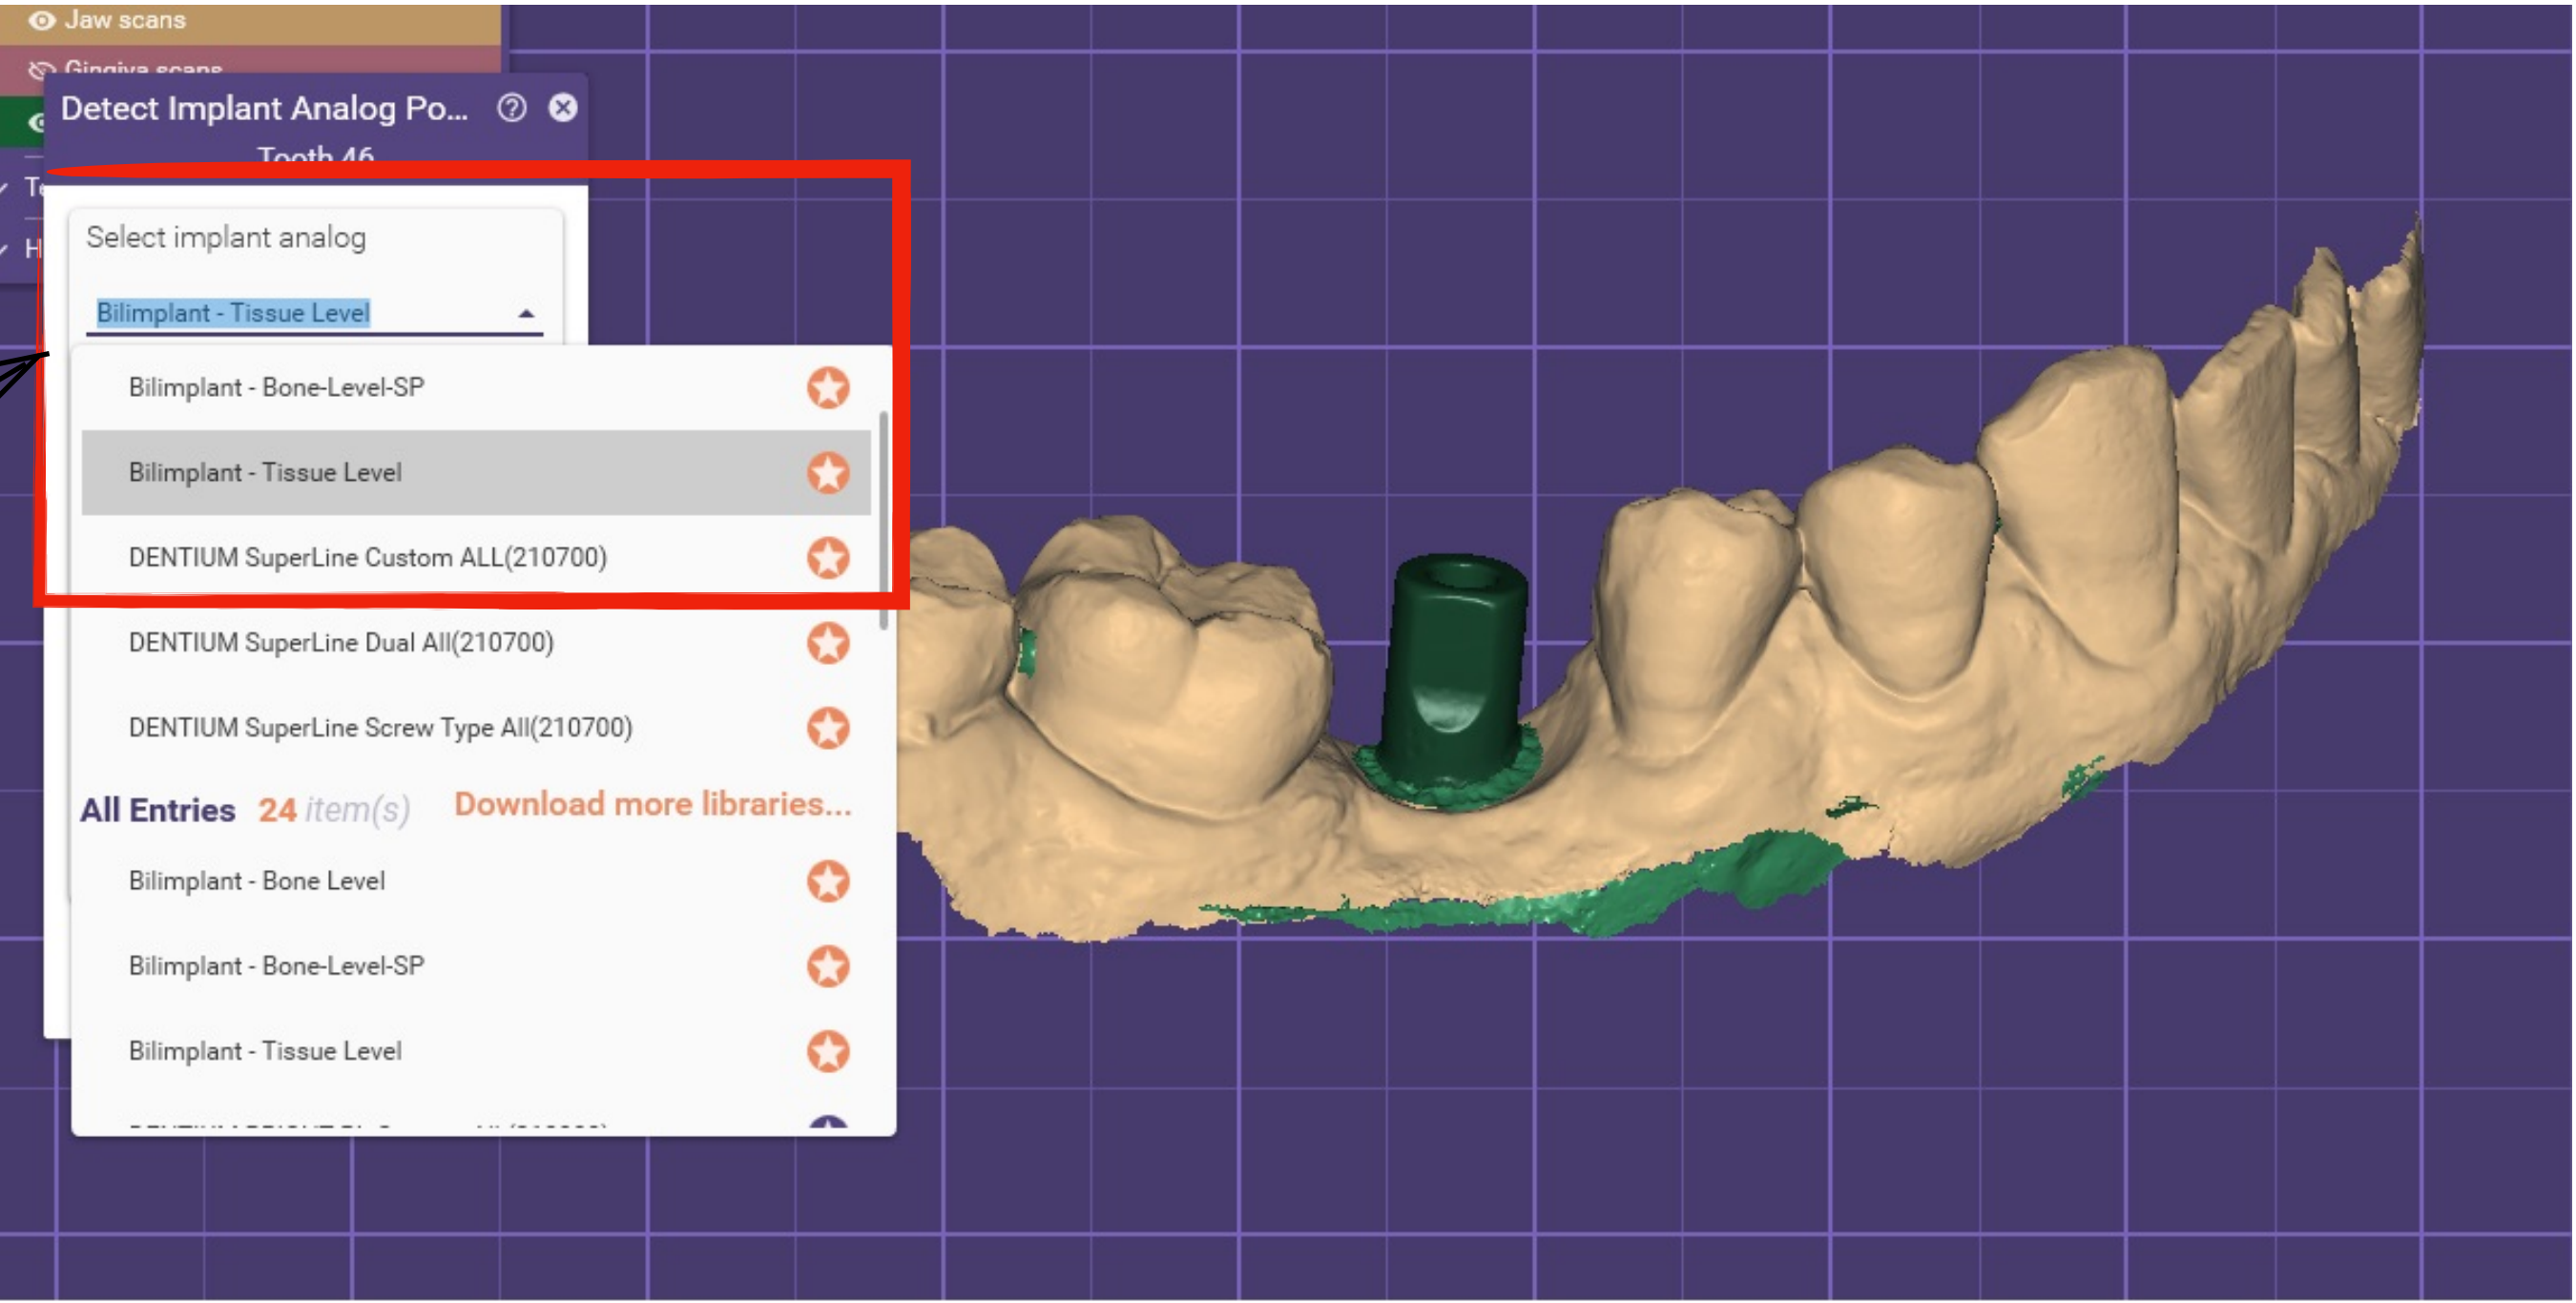 Jaw scans
Gingiva scans
Detect Implant Analog Po...
Tooth 46
Select implant analog
Bilimplant - Tissue Level
Bilimplant - Bone-Level-SP
Bilimplant - Tissue Level
DENTIUM SuperLine Custom ALL(210700)
DENTIUM SuperLine Dual All(210700)
DENTIUM SuperLine Screw Type All(210700)
All Entries 24 item(s) Download more libraries...
Bilimplant - Bone Level
Bilimplant - Bone-Level-SP
Bilimplant - Tissue Level